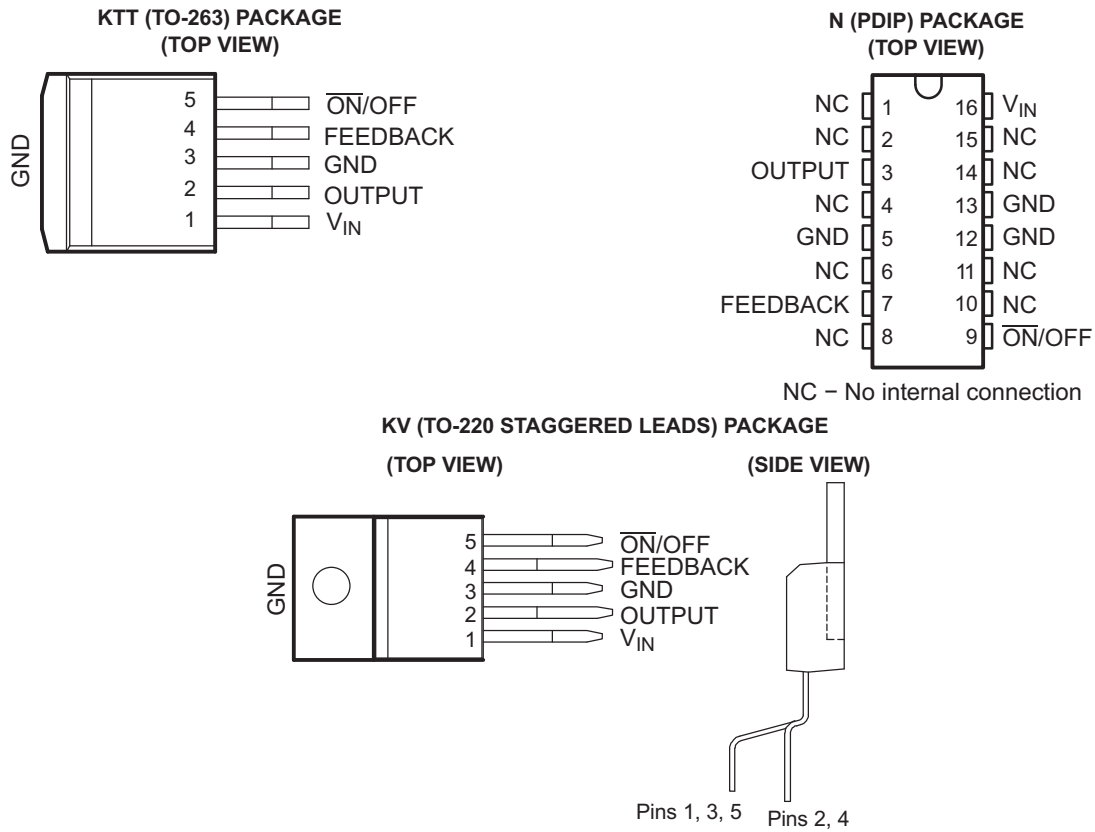 KTT (TO-263) PACKAGE
(TOP VIEW)
GND
5 O̅N̅/OFF
4 FEEDBACK
3 GND
2 OUTPUT
1 VIN
N (PDIP) PACKAGE
(TOP VIEW)
NC 1 16 VIN
NC 2 15 NC
OUTPUT 3 14 NC
NC 4 13 GND
GND 5 12 GND
NC 6 11 NC
FEEDBACK 7 10 NC
NC 8 9 O̅N̅/OFF
NC − No internal connection
KV (TO-220 STAGGERED LEADS) PACKAGE
(TOP VIEW)
GND
5 O̅N̅/OFF
4 FEEDBACK
3 GND
2 OUTPUT
1 VIN
(SIDE VIEW)
Pins 1, 3, 5
Pins 2, 4